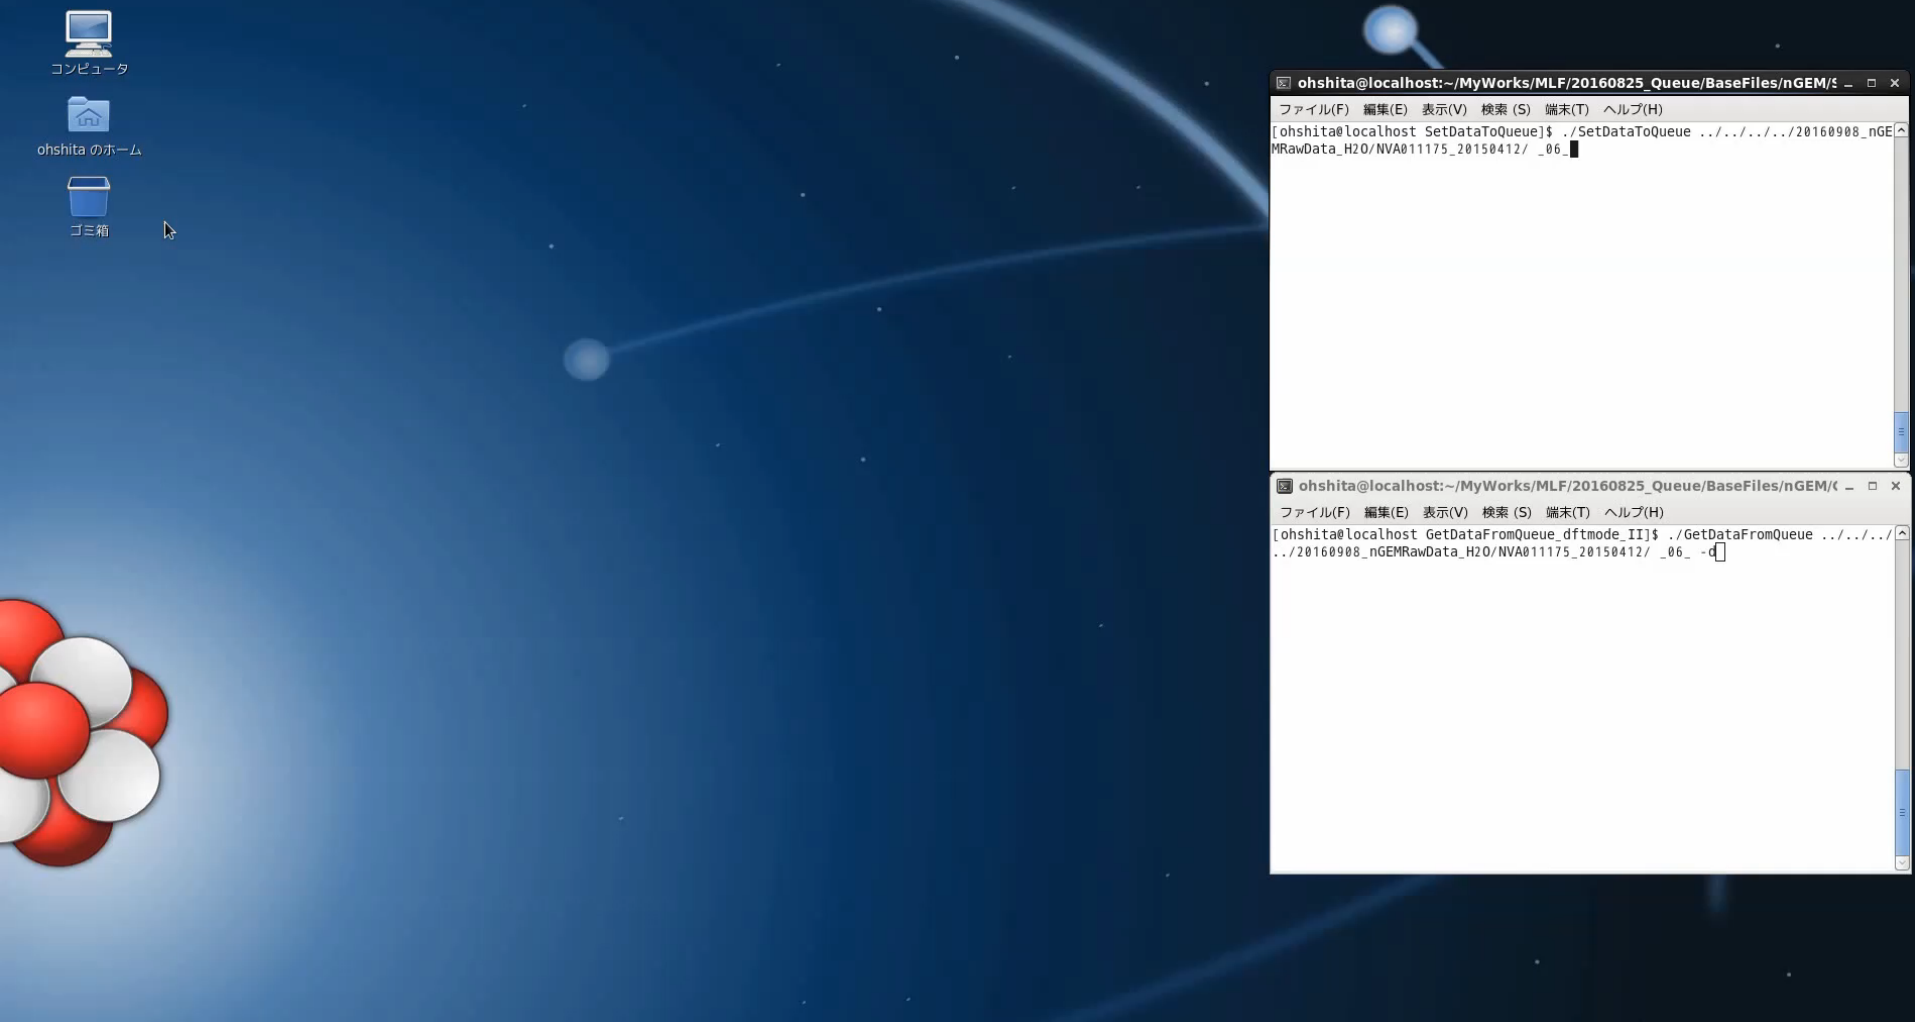 コンピュータ
ohshita のホーム
ゴミ箱
ohshita@localhost:~/MyWorks/MLF/20160825_Queue/BaseFiles/nGEM/S
ファイル(F) 編集(E) 表示(V) 検索 (S) 端末(T) ヘルプ(H)
[ohshita@localhost SetDataToQueue]$ ./SetDataToQueue ../../../../20160908_nGE
MRawData_H2O/NVA011175_20150412/ _06_
ohshita@localhost:~/MyWorks/MLF/20160825_Queue/BaseFiles/nGEM/G
ファイル(F) 編集(E) 表示(V) 検索 (S) 端末(T) ヘルプ(H)
[ohshita@localhost GetDataFromQueue_dftmode_II]$ ./GetDataFromQueue ../../../
../20160908_nGEMRawData_H2O/NVA011175_20150412/ _06_ -d